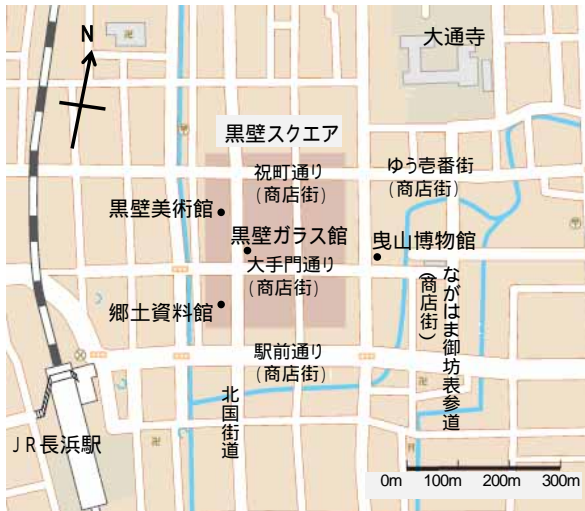 N
大通寺
黒壁スクエア
祝町通り
(商店街)
ゆう壱番街
(商店街)
黒壁美術館
黒壁ガラス館
曳山博物館
大手門通り
(商店街)
ながはま御坊表参道
(商店街)
郷土資料館
駅前通り
(商店街)
北国街道
JR長浜駅
0m 100m 200m 300m